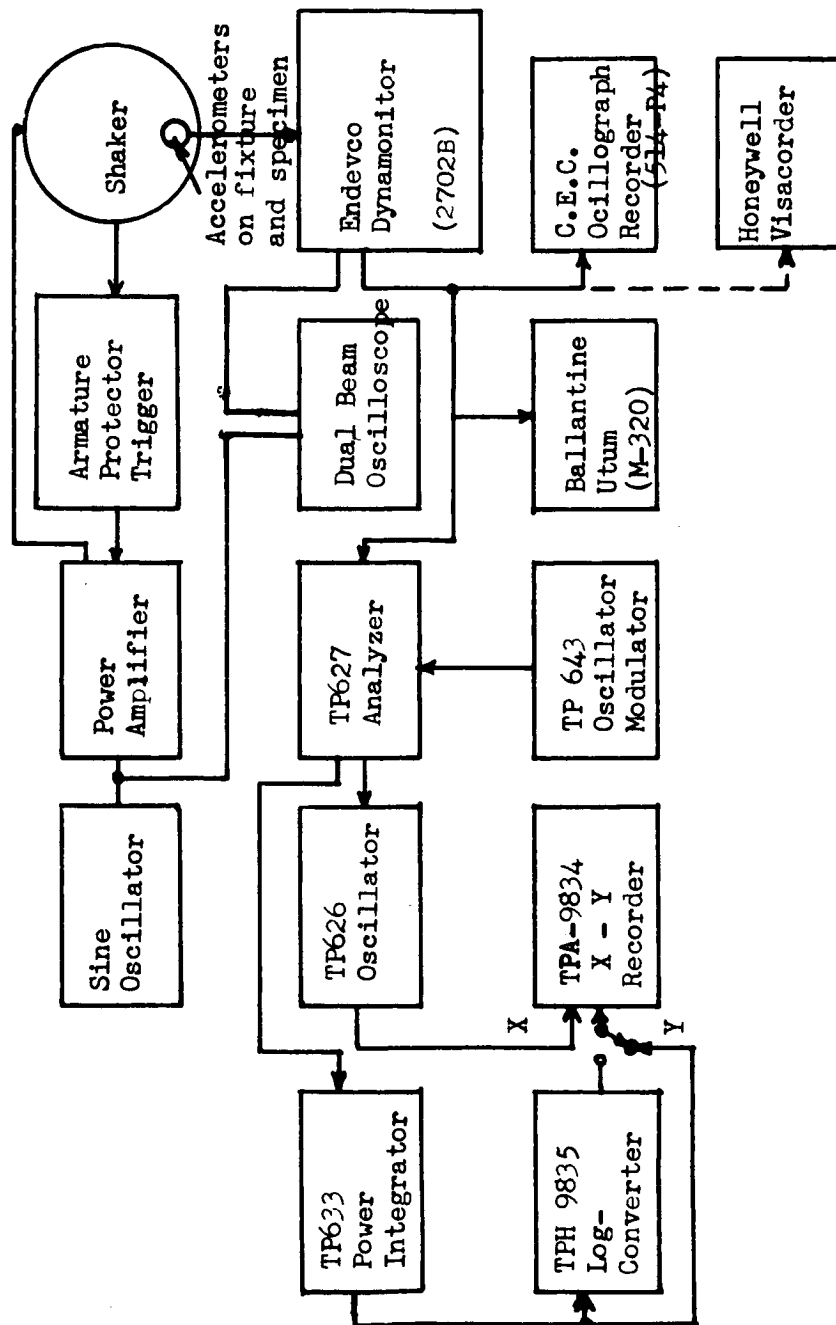 Sine
Oscillator
Power
Amplifier
Armature
Protector
Trigger
Shaker
Accelerometers
on fixture
and specimen
TP633
Power
Integrator
TP626
Oscillator
TP627
Analyzer
Dual Beam
Oscilloscope
Endevco
Dynamonitor
(2702B)
X
TPH 9835
Log-
Converter
Y
TPA-9834
X - Y
Recorder
TP 643
Oscillator
Modulator
Ballantine
Utum
(M-320)
C.E.C.
Ocillograph
Recorder
(514-P4)
Honeywell
Visacorder